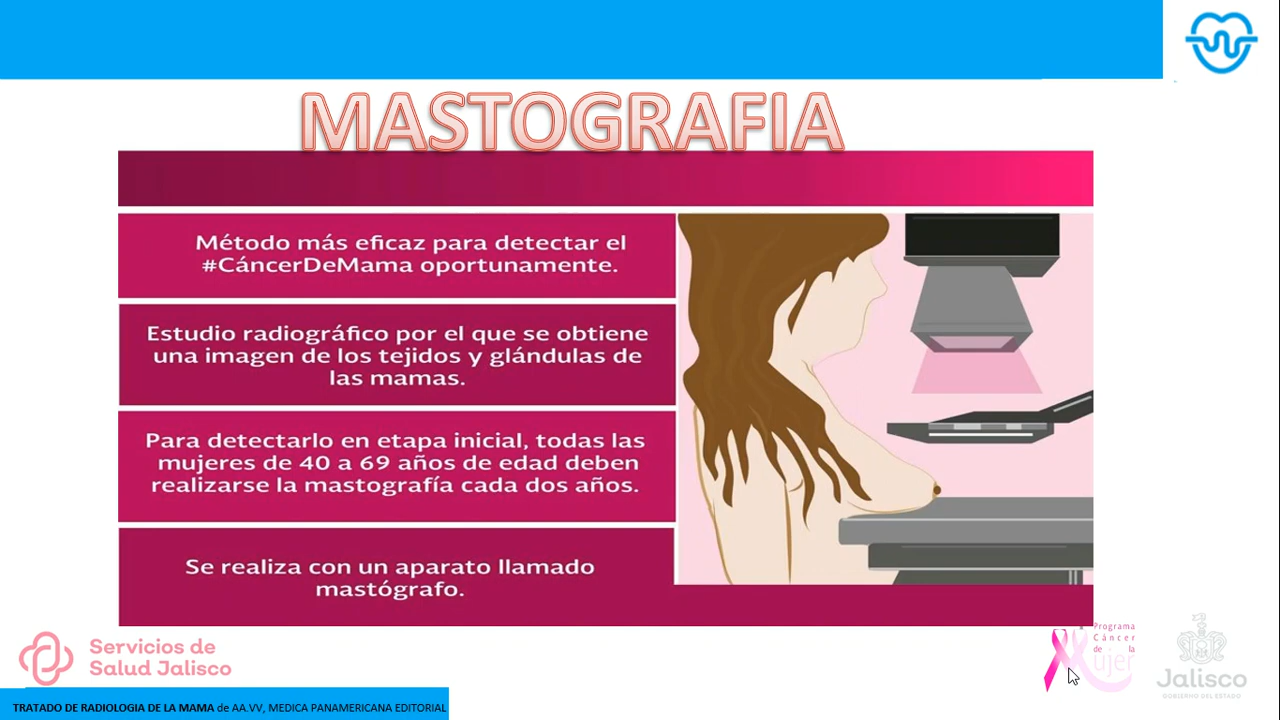 MASTOGRAFIA
Método más eficaz para detectar el
#CáncerDeMama oportunamente.
Estudio radiográfico por el que se obtiene
una imagen de los tejidos y glándulas de
las mamas.
Para detectarlo en etapa inicial, todas las
mujeres de 40 a 69 años de edad deben
realizarse la mastografía cada dos años.
Se realiza con un aparato llamado
mastógrafo.
Servicios de
Salud Jalisco
Programa
Cáncer
de la
Mujer
Jalisco
GOBIERNO DEL ESTADO
TRATADO DE RADIOLOGIA DE LA MAMA de AA.VV, MEDICA PANAMERICANA EDITORIAL